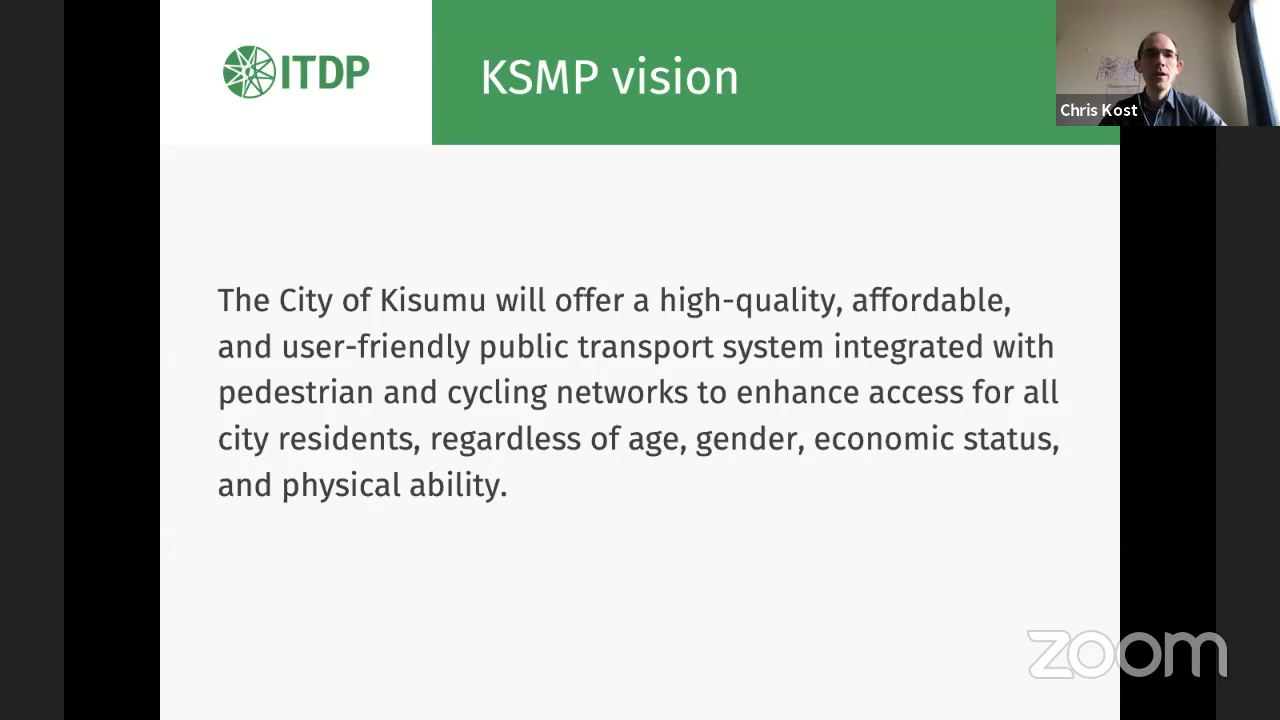 ITDP
KSMP vision
Chris Kost
The City of Kisumu will offer a high-quality, affordable,
and user-friendly public transport system integrated with
pedestrian and cycling networks to enhance access for all
city residents, regardless of age, gender, economic status,
and physical ability.
zoom